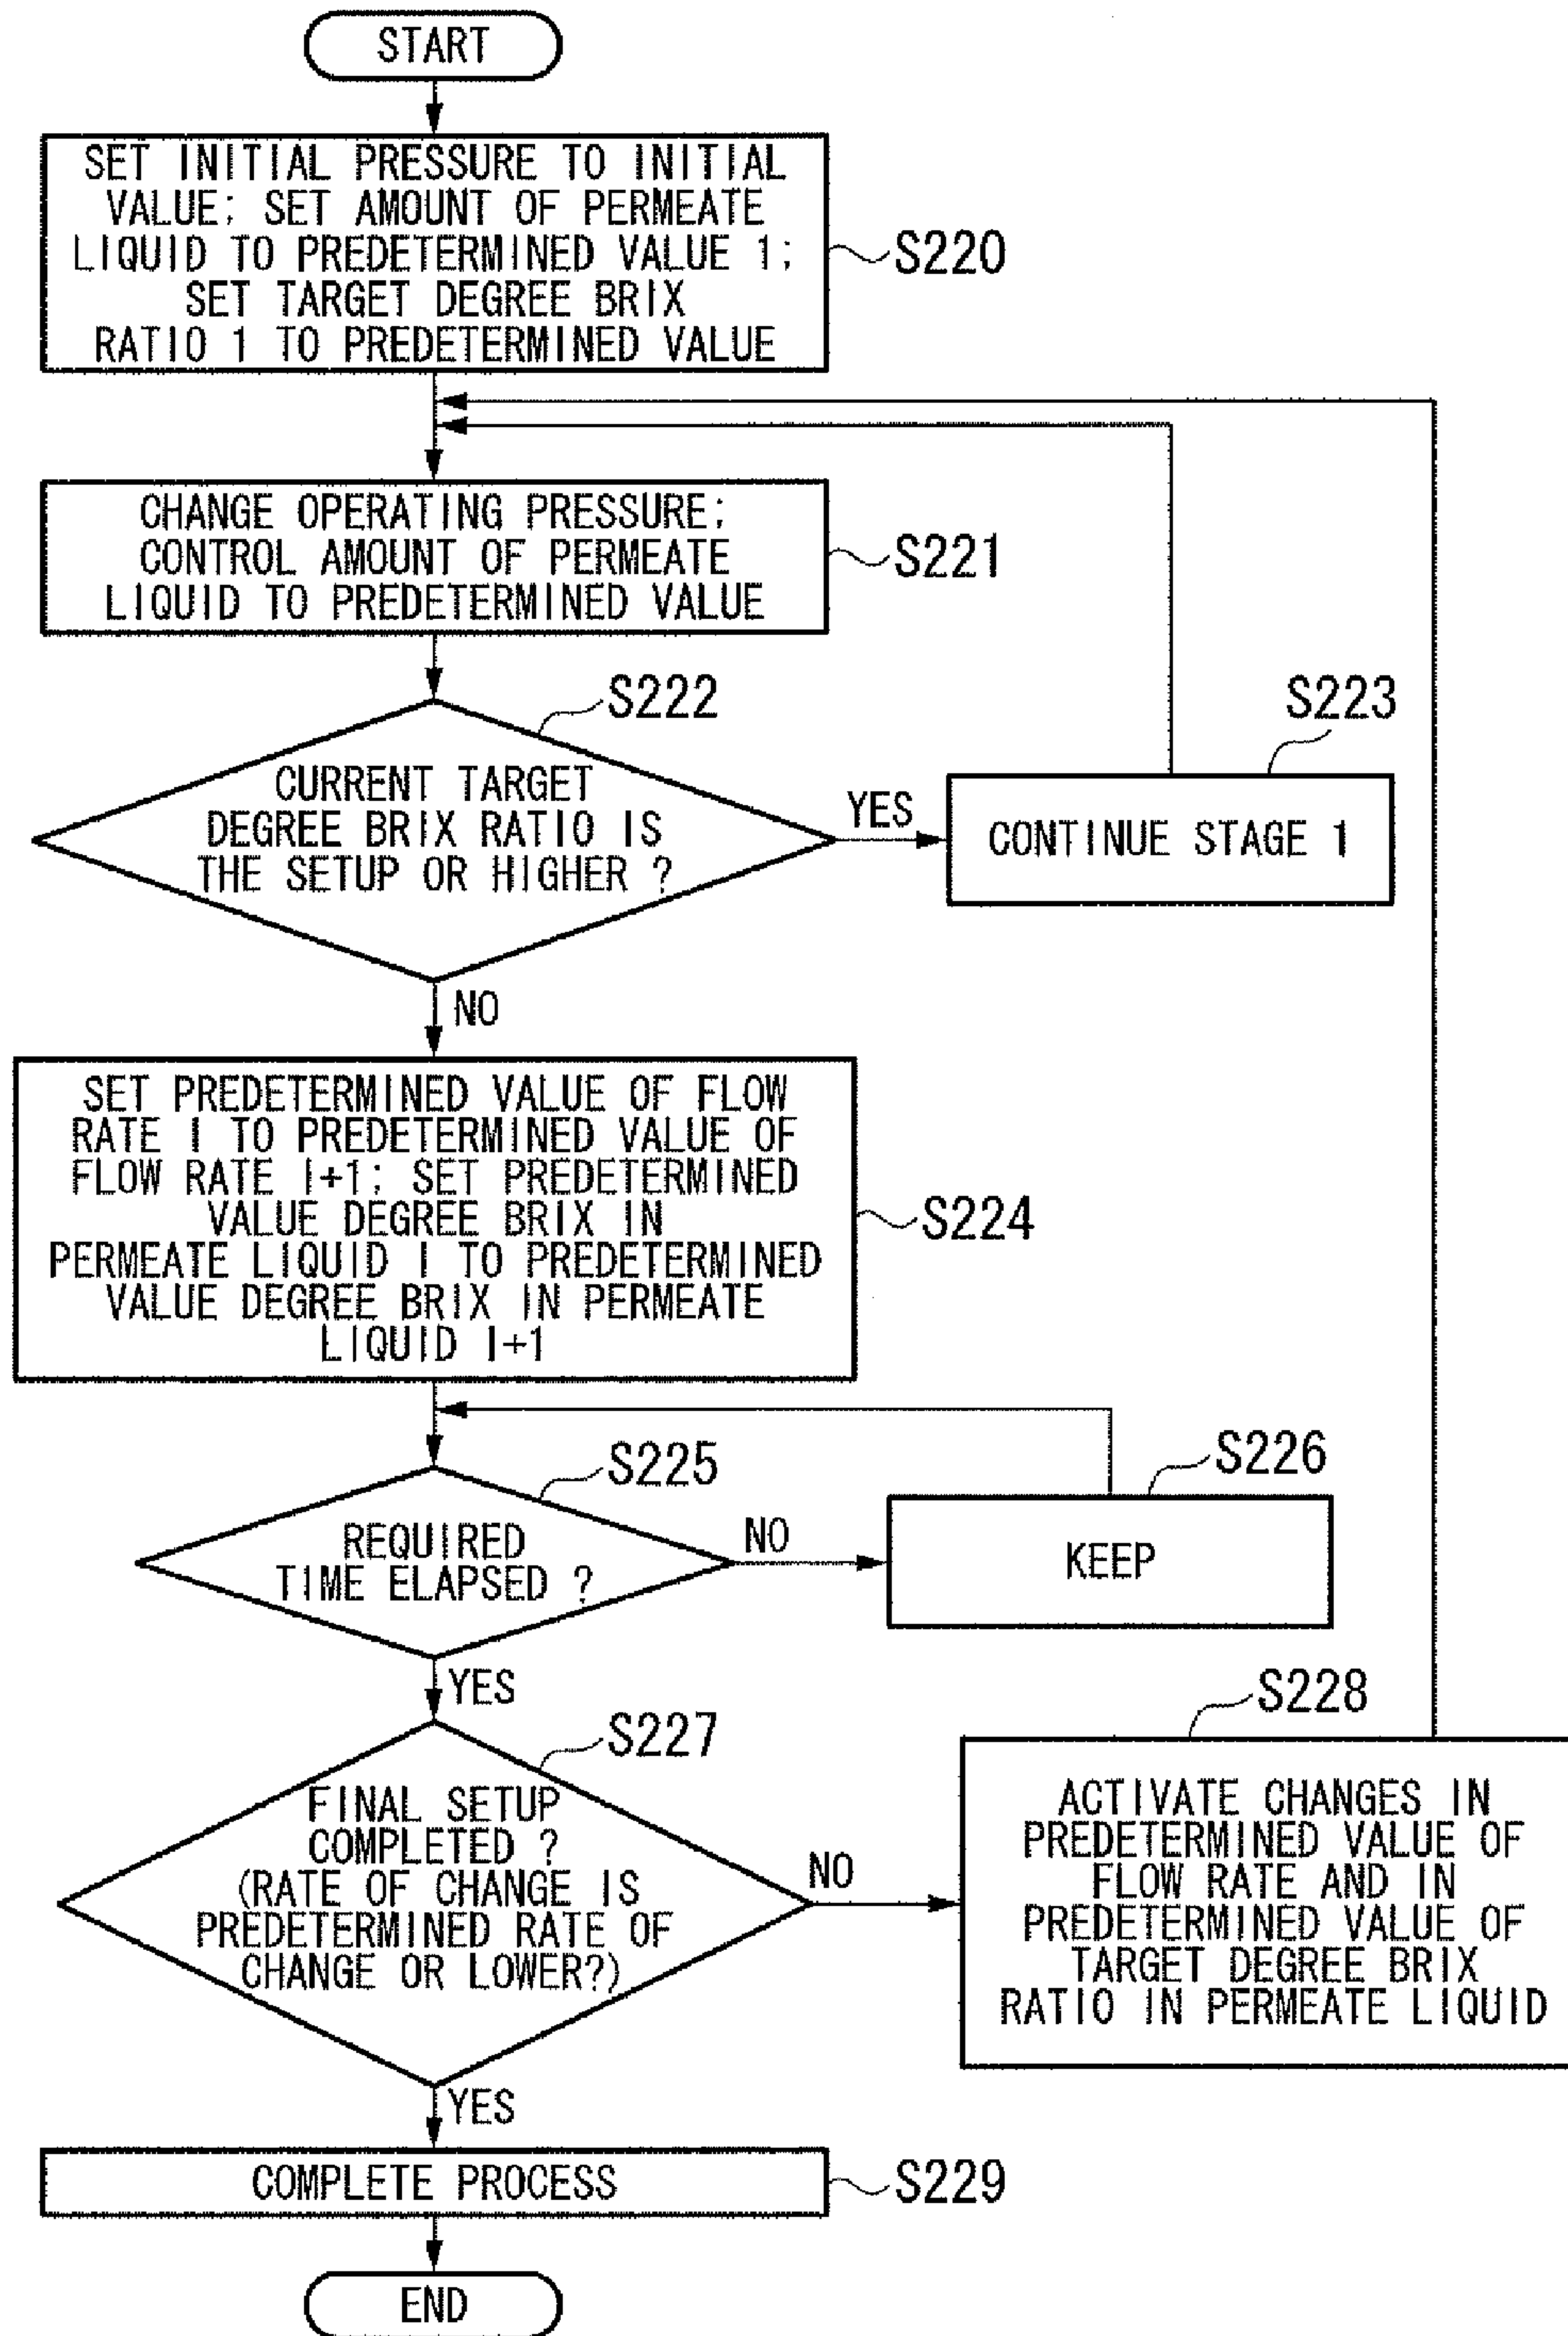 START
SET INITIAL PRESSURE TO INITIAL
VALUE; SET AMOUNT OF PERMEATE
LIQUID TO PREDETERMINED VALUE 1;
SET TARGET DEGREE BRIX
RATIO 1 TO PREDETERMINED VALUE
S220
CHANGE OPERATING PRESSURE;
CONTROL AMOUNT OF PERMEATE
LIQUID TO PREDETERMINED VALUE
S221
S222
CURRENT TARGET
DEGREE BRIX RATIO IS
THE SETUP OR HIGHER ?
YES
S223
CONTINUE STAGE 1
NO
SET PREDETERMINED VALUE OF FLOW
RATE I TO PREDETERMINED VALUE OF
FLOW RATE I+1; SET PREDETERMINED
VALUE DEGREE BRIX IN
PERMEATE LIQUID I TO PREDETERMINED
VALUE DEGREE BRIX IN PERMEATE
LIQUID I+1
S224
S225
REQUIRED
TIME ELAPSED ?
NO
S226
KEEP
YES
S227
FINAL SETUP
COMPLETED ?
(RATE OF CHANGE IS
PREDETERMINED RATE OF
CHANGE OR LOWER?)
NO
S228
ACTIVATE CHANGES IN
PREDETERMINED VALUE OF
FLOW RATE AND IN
PREDETERMINED VALUE OF
TARGET DEGREE BRIX
RATIO IN PERMEATE LIQUID
YES
COMPLETE PROCESS
S229
END